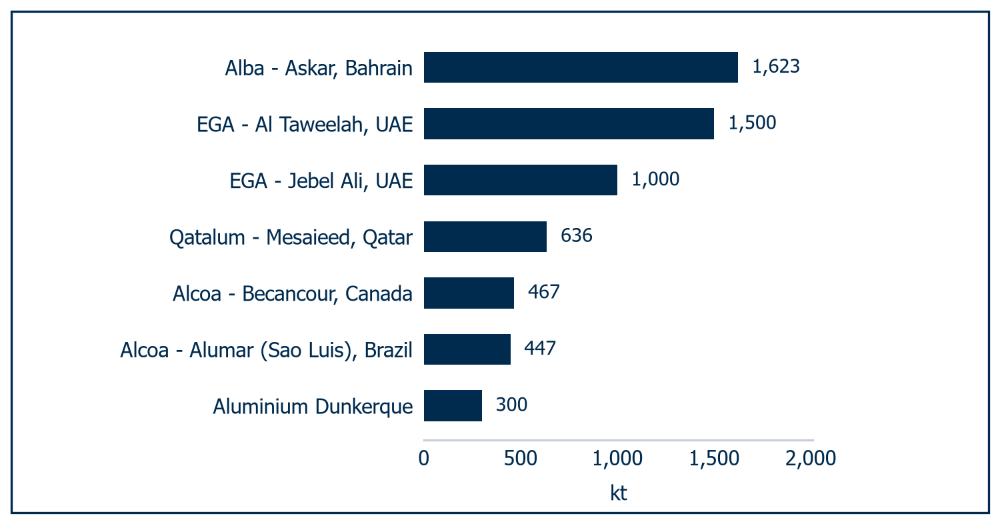 Alba - Askar, Bahrain 1,623
EGA - Al Taweelah, UAE 1,500
EGA - Jebel Ali, UAE 1,000
Qatalum - Mesaieed, Qatar 636
Alcoa - Becancour, Canada 467
Alcoa - Alumar (Sao Luis), Brazil 447
Aluminium Dunkerque 300
0 500 1,000 1,500 2,000
kt